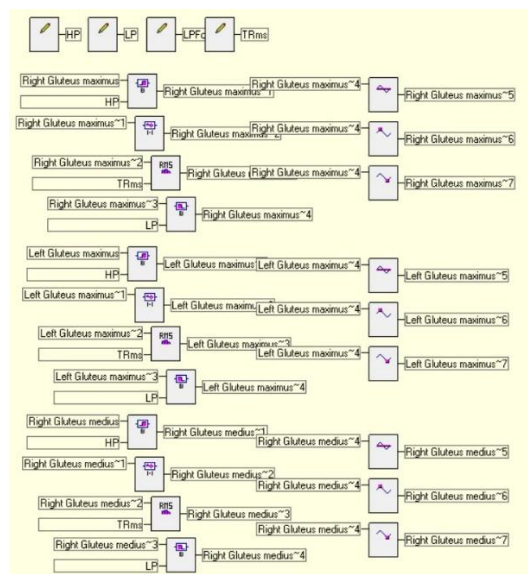 HP LP LPFc TRms
Right Gluteus maximus
HP
Right Gluteus maximus~4
Right Gluteus maximus~5
Right Gluteus maximus~1
Right Gluteus
Right Gluteus maximus~4
Right Gluteus maximus~6
Right Gluteus maximus~2
RMS
TRms
Right Gluteus
Right Gluteus maximus~4
Right Gluteus maximus~7
Right Gluteus maximus~3
LP
Right Gluteus maximus~4
Left Gluteus maximus
HP
Left Gluteus maximus
Left Gluteus maximus~4
Left Gluteus maximus~5
Left Gluteus maximus~1
Left Gluteus
Left Gluteus maximus~4
Left Gluteus maximus~6
Left Gluteus maximus~2
RMS
TRms
Left Gluteus maximus~3
Left Gluteus maximus~4
Left Gluteus maximus~7
Left Gluteus maximus~3
LP
Left Gluteus maximus~4
Right Gluteus medius
HP
Right Gluteus medius~1
Right Gluteus medius~4
Right Gluteus medius~5
Right Gluteus medius~1
Right Gluteus medius~2
Right Gluteus medius~4
Right Gluteus medius~6
Right Gluteus medius~2
RMS
TRms
Right Gluteus medius~3
Right Gluteus medius~4
Right Gluteus medius~7
Right Gluteus medius~3
LP
Right Gluteus medius~4